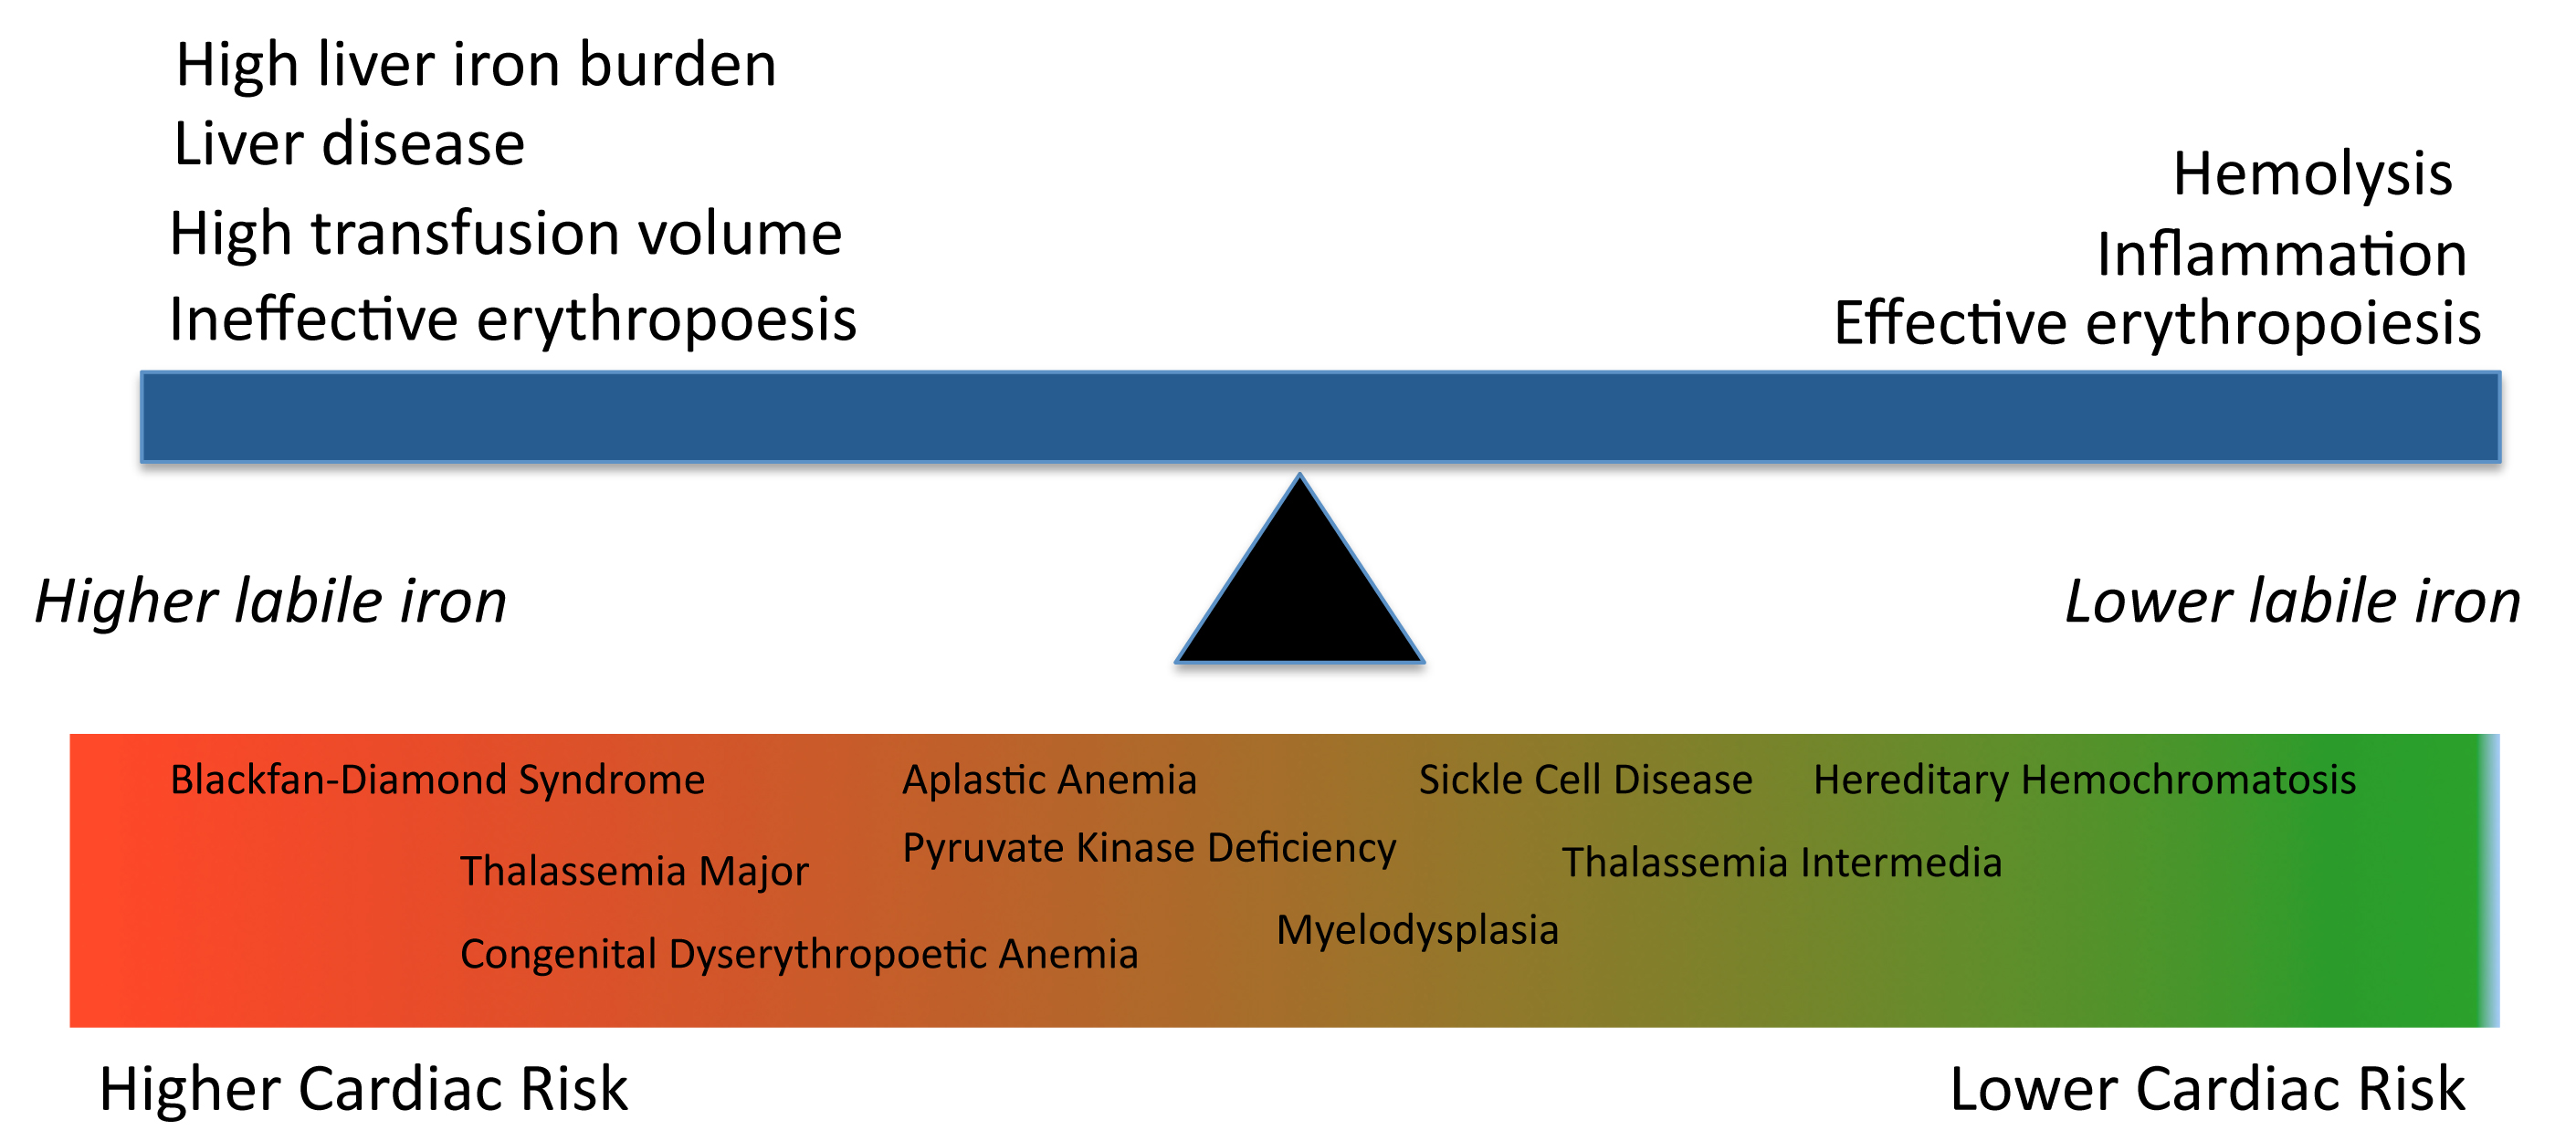 High liver iron burden
Liver disease
High transfusion volume
Ineffective erythropoesis
Hemolysis
Inflammation
Effective erythropoiesis
Higher labile iron
Lower labile iron
Blackfan-Diamond Syndrome
Aplastic Anemia
Sickle Cell Disease
Hereditary Hemochromatosis
Pyruvate Kinase Deficiency
Thalassemia Major
Thalassemia Intermedia
Myelodysplasia
Congenital Dyserythropoetic Anemia
Higher Cardiac Risk
Lower Cardiac Risk